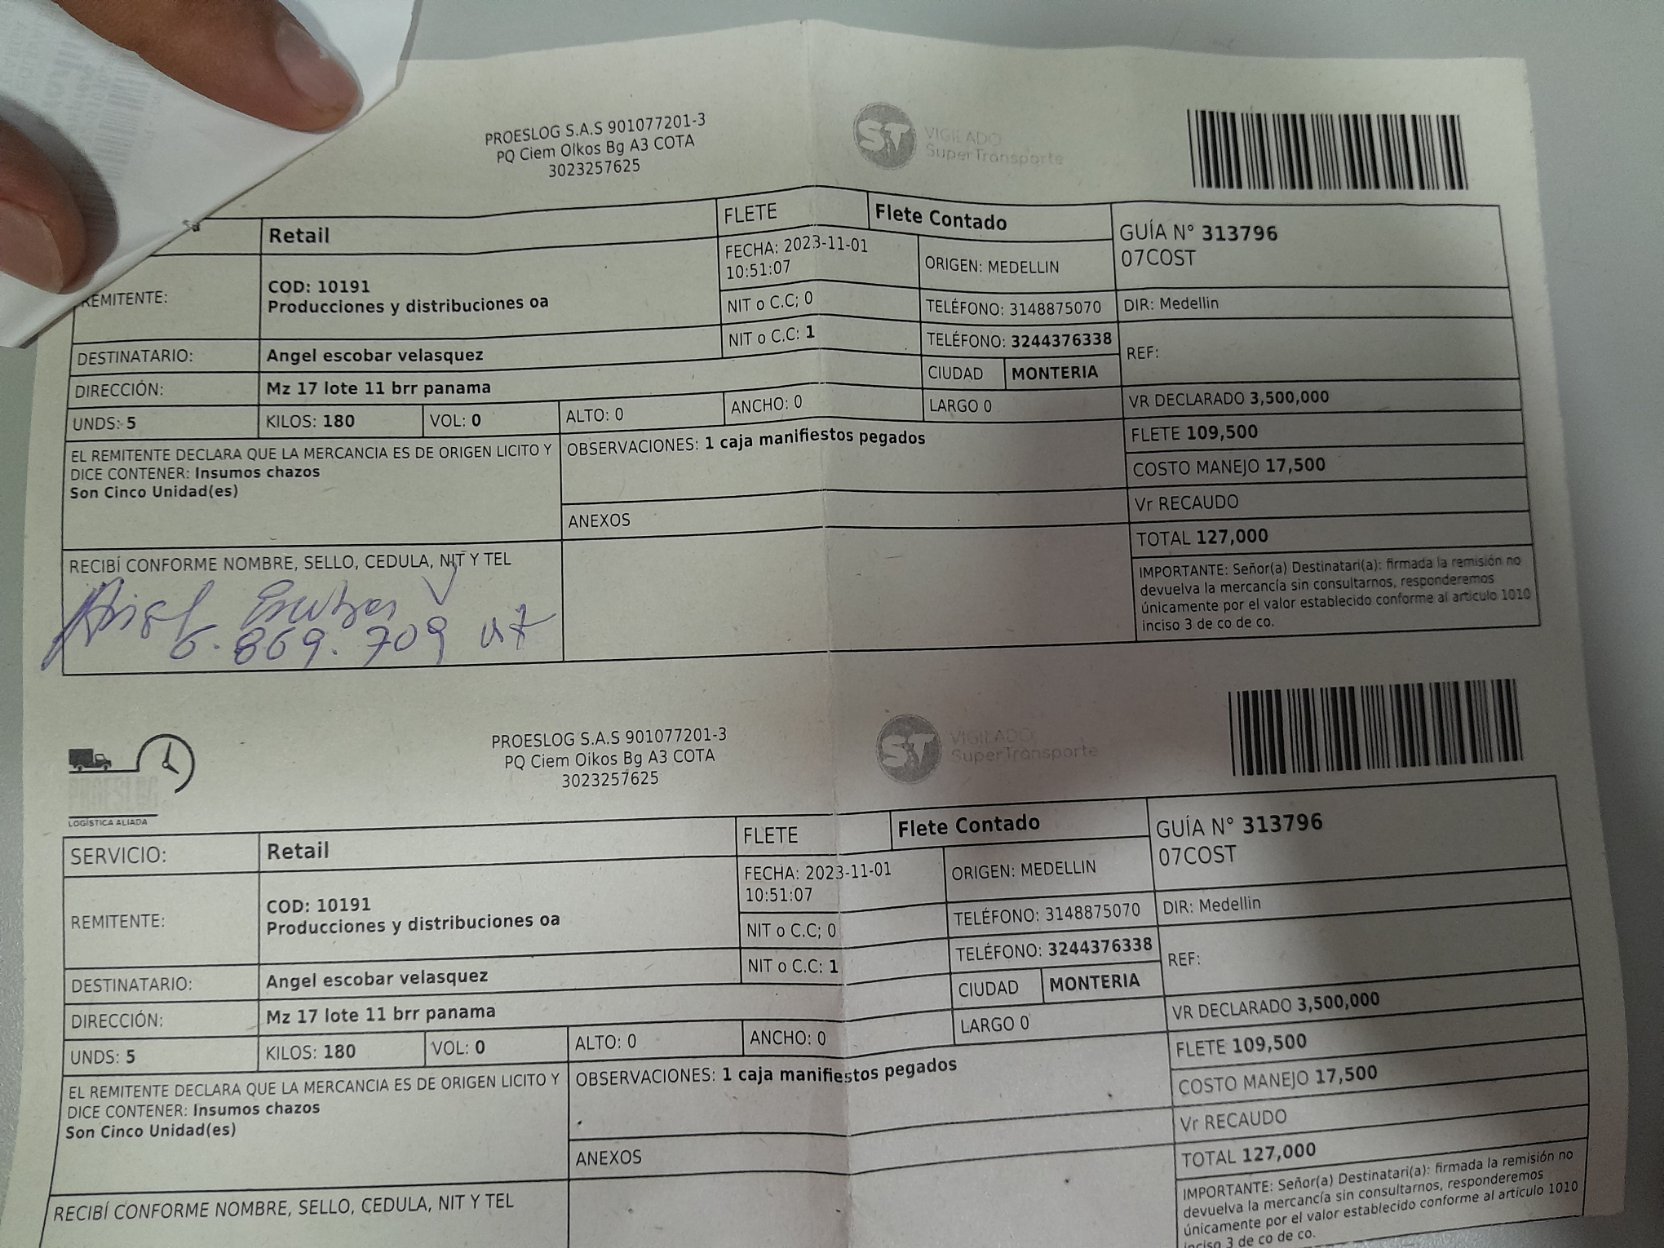 PROESLOG S.A.S 901077201-3
PQ Ciem OIkos Bg A3 COTA
3023257625
ST VIGILADO
SuperTransporte
Retail
FLETE
Flete Contado
GUÍA N° 313796
07COST
REMITENTE:
COD: 10191
Producciones y distribuciones oa
FECHA: 2023-11-01
10:51:07
ORIGEN: MEDELLIN
NIT o C.C; 0
TELÉFONO: 3148875070
DIR: Medellin
DESTINATARIO:
Angel escobar velasquez
NIT o C.C: 1
TELÉFONO: 3244376338
REF:
DIRECCIÓN:
Mz 17 lote 11 brr panama
CIUDAD
MONTERIA
UNDS: 5
KILOS: 180
VOL: 0
ALTO: 0
ANCHO: 0
LARGO 0
VR DECLARADO 3,500,000
EL REMITENTE DECLARA QUE LA MERCANCIA ES DE ORIGEN LICITO Y
DICE CONTENER: Insumos chazos
Son Cinco Unidad(es)
OBSERVACIONES: 1 caja manifiestos pegados
FLETE 109,500
COSTO MANEJO 17,500
Vr RECAUDO
ANEXOS
TOTAL 127,000
RECIBÍ CONFORME NOMBRE, SELLO, CEDULA, NIT Y TEL
Escobar V
6.869.709
IMPORTANTE: Señor(a) Destinatari(a): firmada la remisión no
devuelva la mercancía sin consultarnos, responderemos
únicamente por el valor establecido conforme al artículo 1010
inciso 3 de co de co.
LOGÍSTICA ALIADA
PROESLOG S.A.S 901077201-3
PQ Ciem OIkos Bg A3 COTA
3023257625
ST VIGILADO
SuperTransporte
SERVICIO:
Retail
FLETE
Flete Contado
GUÍA N° 313796
07COST
REMITENTE:
COD: 10191
Producciones y distribuciones oa
FECHA: 2023-11-01
10:51:07
ORIGEN: MEDELLIN
NIT o C.C; 0
TELÉFONO: 3148875070
DIR: Medellin
DESTINATARIO:
Angel escobar velasquez
NIT o C.C: 1
TELÉFONO: 3244376338
REF:
DIRECCIÓN:
Mz 17 lote 11 brr panama
CIUDAD
MONTERIA
UNDS: 5
KILOS: 180
VOL: 0
ALTO: 0
ANCHO: 0
LARGO 0
VR DECLARADO 3,500,000
EL REMITENTE DECLARA QUE LA MERCANCIA ES DE ORIGEN LICITO Y
DICE CONTENER: Insumos chazos
Son Cinco Unidad(es)
OBSERVACIONES: 1 caja manifiestos pegados
FLETE 109,500
COSTO MANEJO 17,500
Vr RECAUDO
ANEXOS
TOTAL 127,000
RECIBÍ CONFORME NOMBRE, SELLO, CEDULA, NIT Y TEL
IMPORTANTE: Señor(a) Destinatari(a): firmada la remisión no
devuelva la mercancía sin consultarnos, responderemos
únicamente por el valor establecido conforme al artículo 1010
inciso 3 de co de co.